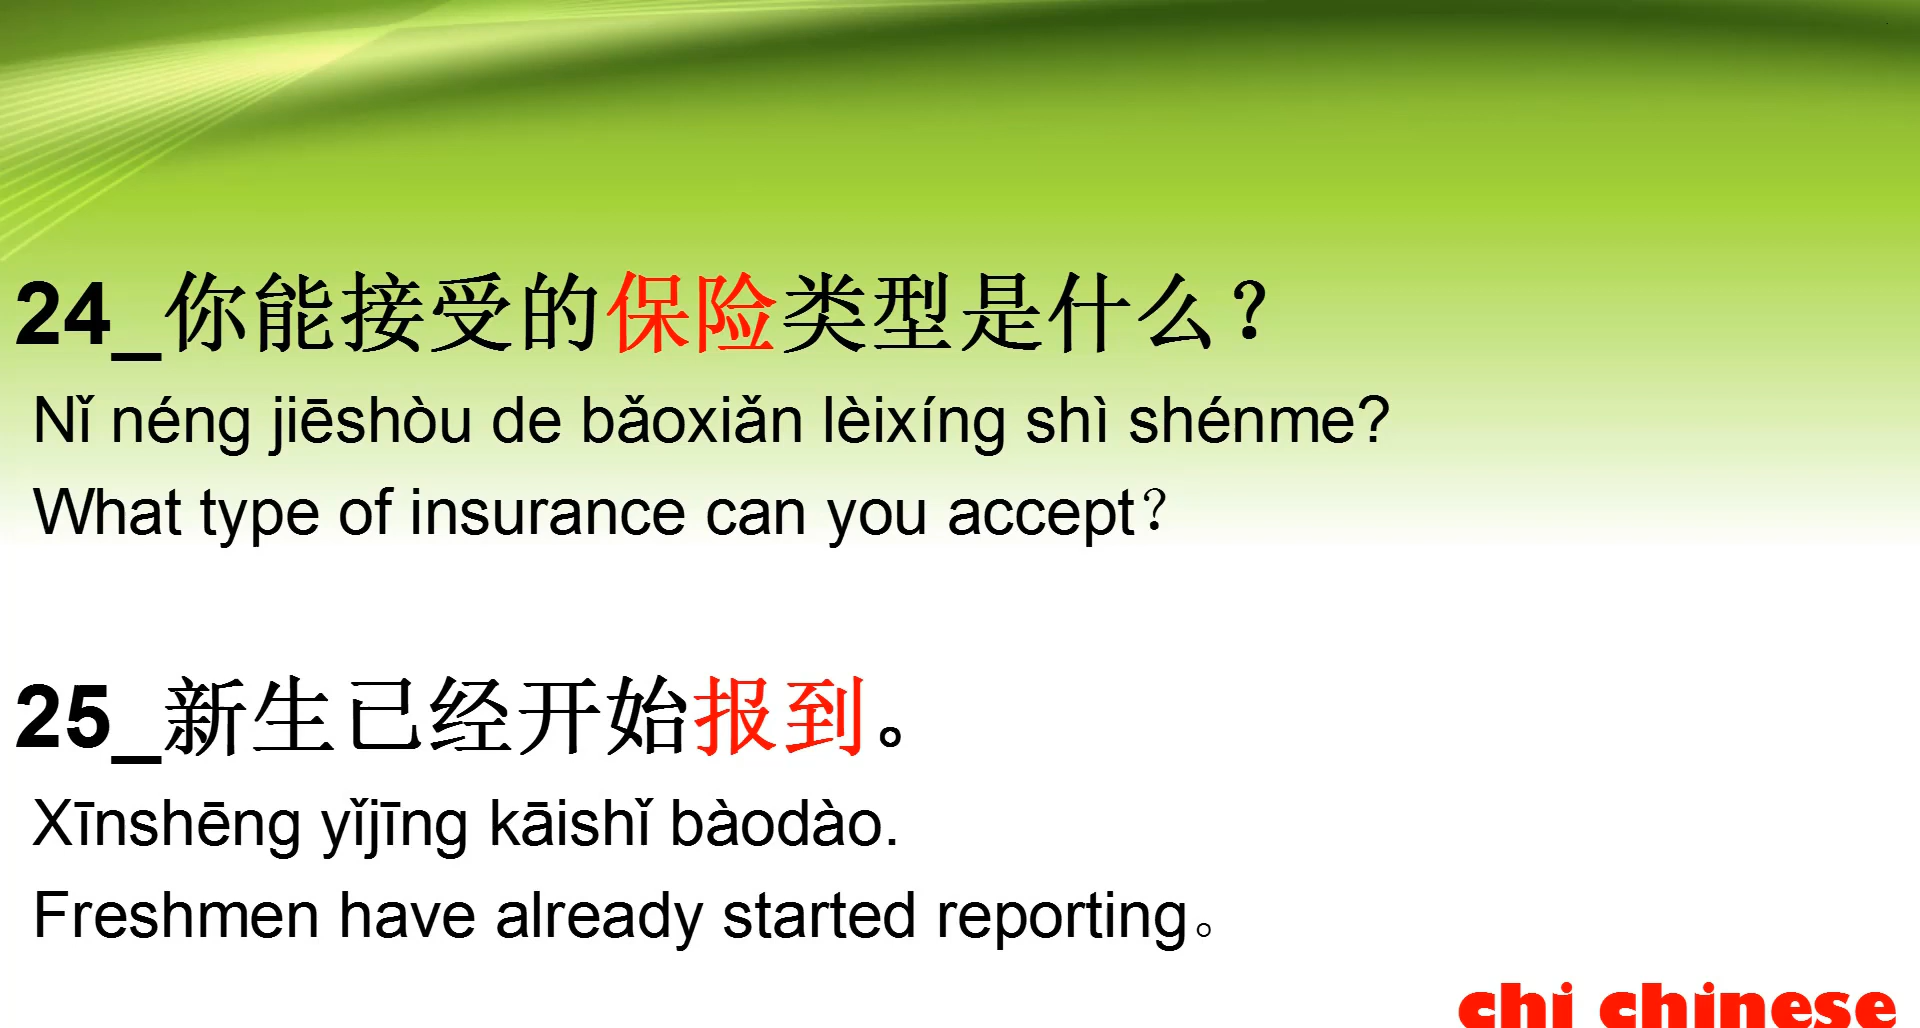 24_你能接受的保险类型是什么？
Nǐ néng jiēshòu de bǎoxiǎn lèixíng shì shénme?
What type of insurance can you accept？
25_新生已经开始报到。
Xīnshēng yǐjīng kāishǐ bàodào.
Freshmen have already started reporting。
chi chinese